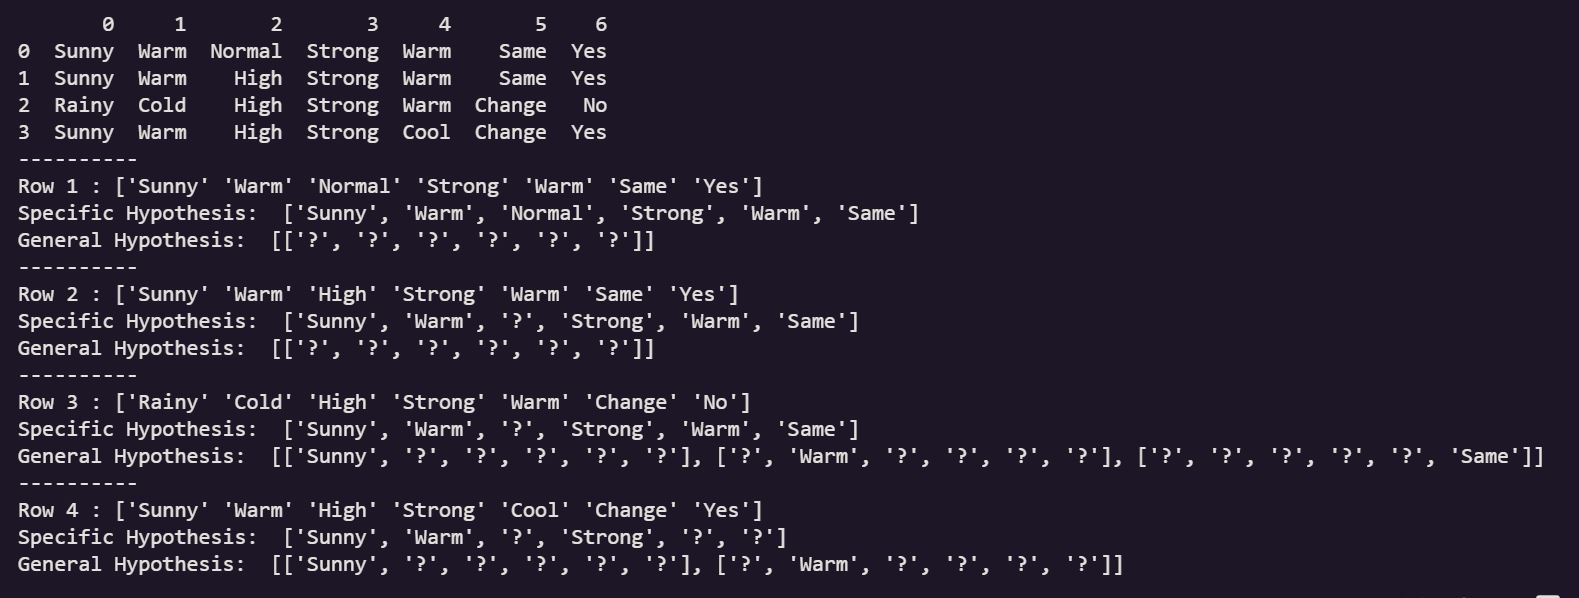 0 1 2 3 4 5 6
0 Sunny Warm Normal Strong Warm Same Yes
1 Sunny Warm High Strong Warm Same Yes
2 Rainy Cold High Strong Warm Change No
3 Sunny Warm High Strong Cool Change Yes
----------
Row 1 : ['Sunny' 'Warm' 'Normal' 'Strong' 'Warm' 'Same' 'Yes']
Specific Hypothesis:  ['Sunny', 'Warm', 'Normal', 'Strong', 'Warm', 'Same']
General Hypothesis:  [['?', '?', '?', '?', '?', '?']]
----------
Row 2 : ['Sunny' 'Warm' 'High' 'Strong' 'Warm' 'Same' 'Yes']
Specific Hypothesis:  ['Sunny', 'Warm', '?', 'Strong', 'Warm', 'Same']
General Hypothesis:  [['?', '?', '?', '?', '?', '?']]
----------
Row 3 : ['Rainy' 'Cold' 'High' 'Strong' 'Warm' 'Change' 'No']
Specific Hypothesis:  ['Sunny', 'Warm', '?', 'Strong', 'Warm', 'Same']
General Hypothesis:  [['Sunny', '?', '?', '?', '?', '?'], ['?', 'Warm', '?', '?', '?', '?'], ['?', '?', '?', '?', '?', 'Same']]
----------
Row 4 : ['Sunny' 'Warm' 'High' 'Strong' 'Cool' 'Change' 'Yes']
Specific Hypothesis:  ['Sunny', 'Warm', '?', 'Strong', '?', '?']
General Hypothesis:  [['Sunny', '?', '?', '?', '?', '?'], ['?', 'Warm', '?', '?', '?', '?']]